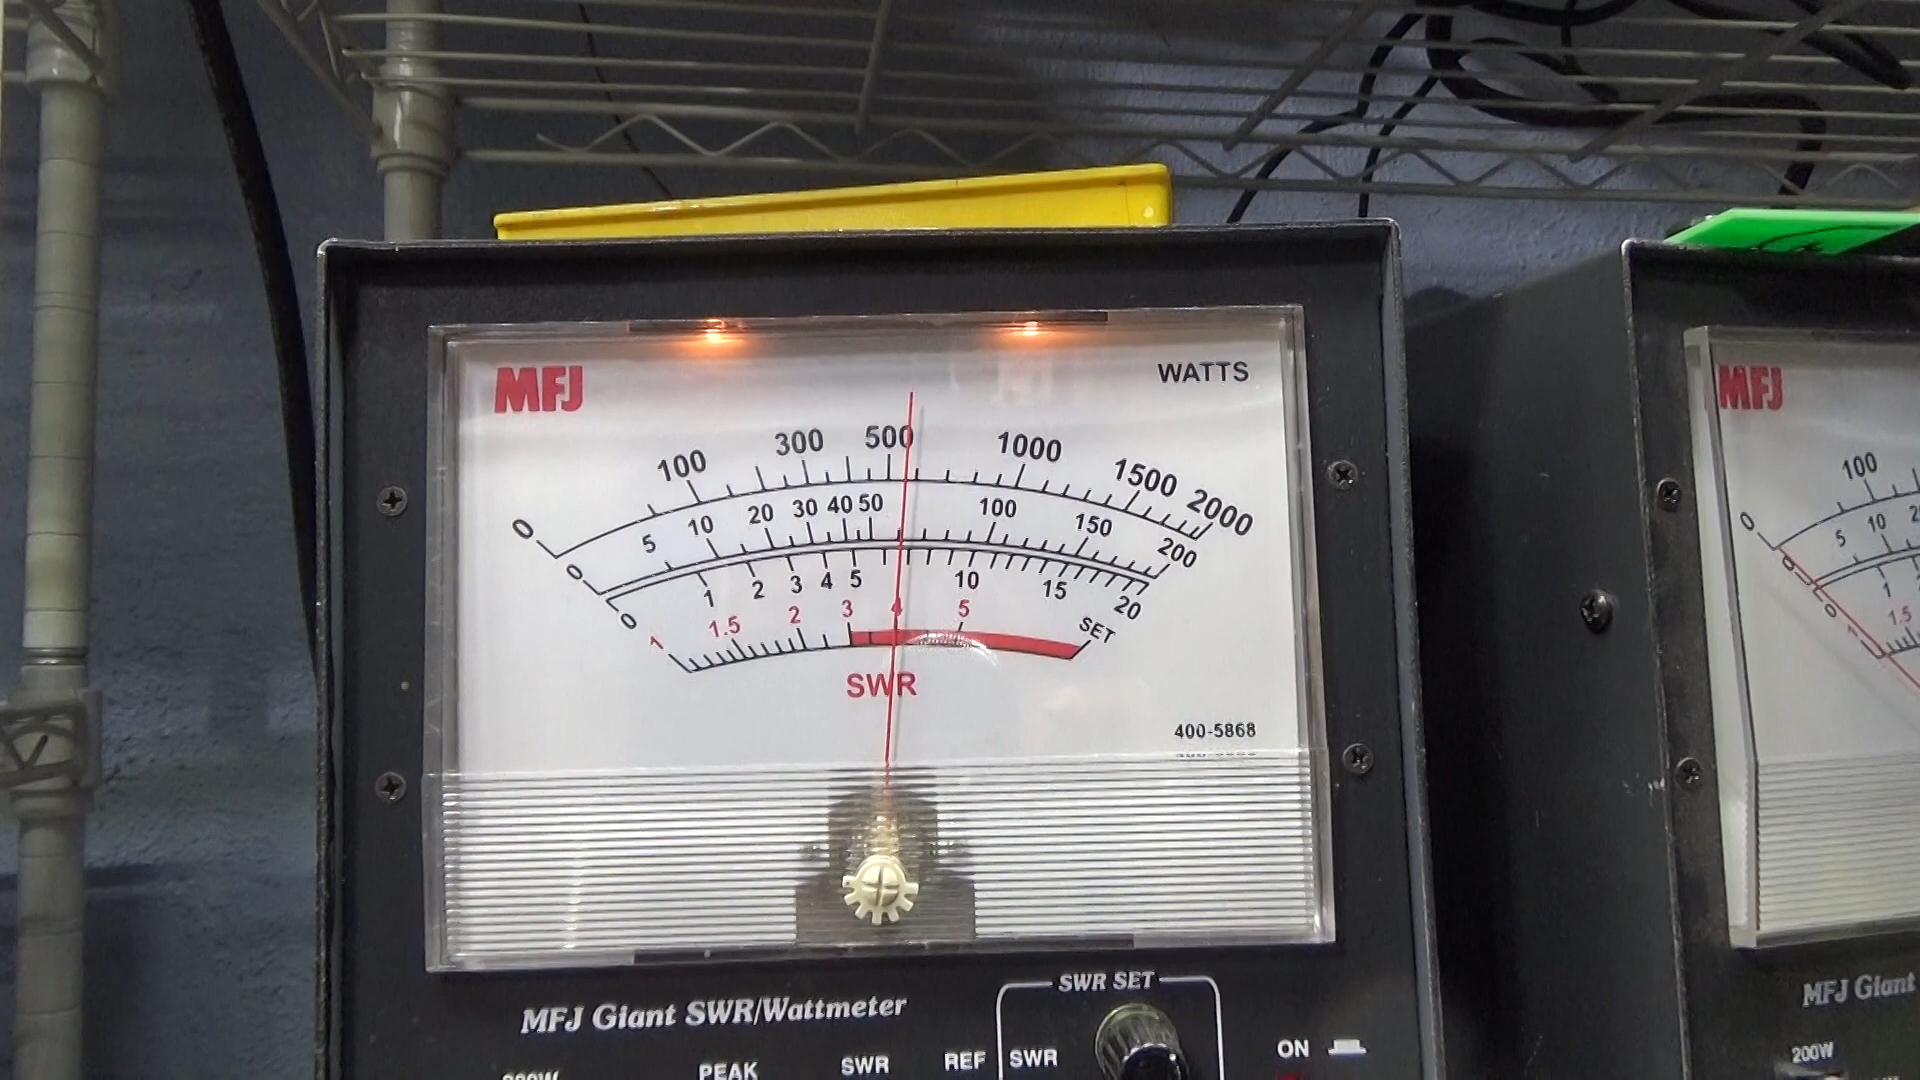 MFJ
WATTS
0 100 300 500 1000 1500 2000
0 5 10 20 30 40 50 100 150 200
0 1 2 3 4 5 10 15 20
1 1.5 2 3 4 5 SET
SWR
400-5868
MFJ Giant SWR/Wattmeter
SWR SET
PEAK SWR REF SWR ON
MFJ
0 100
0 5 10
0 1
1 1.5
MFJ Giant
200W